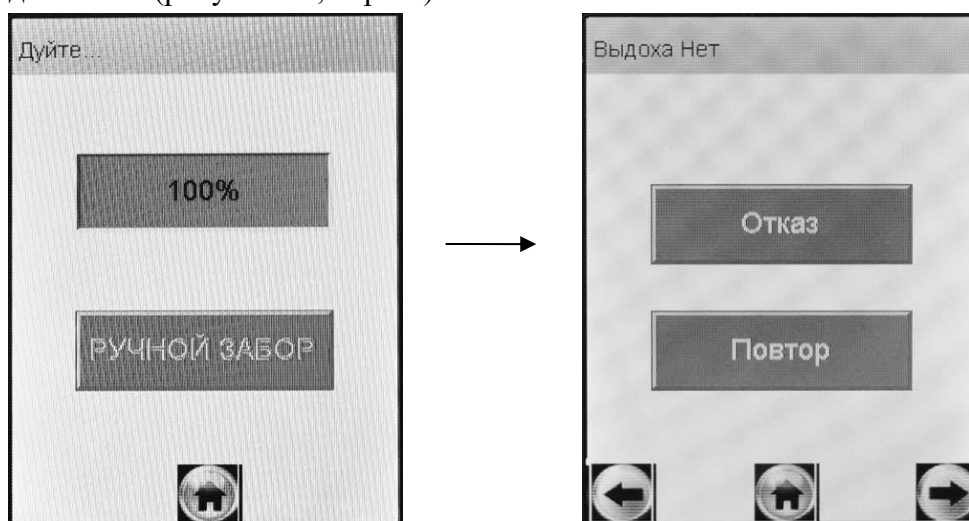 Дуйте...
100%
РУЧНОЙ ЗАБОР
Выдоха Нет
Отказ
Повтор